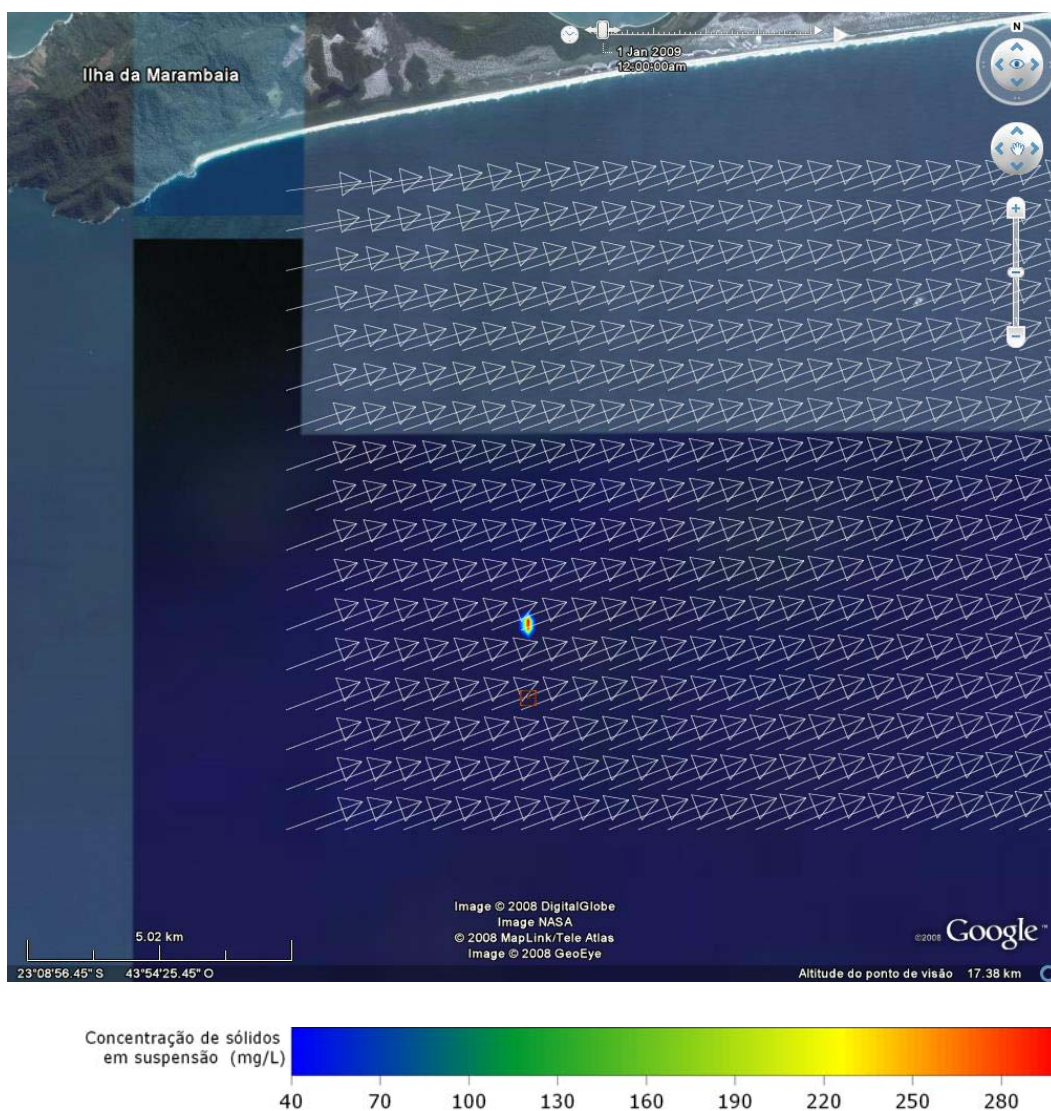 N
1 Jan 2009
12:00:00am
Ilha da Marambaia
Image © 2008 DigitalGlobe
Image NASA
© 2008 MapLink/Tele Atlas
Image © 2008 GeoEye
©2008 Google™
5.02 km
23°08'56.45" S 43°54'25.45" O
Altitude do ponto de visão 17.38 km
Concentração de sólidos
em suspensão (mg/L)
40 70 100 130 160 190 220 250 280